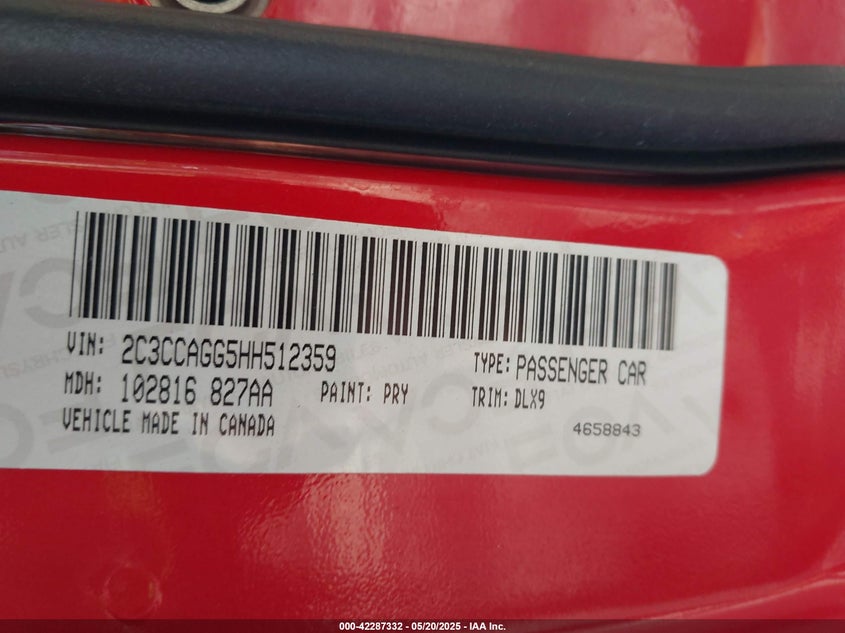 VIN: 2C3CCAGG5HH512359 TYPE: PASSENGER CAR
MDH: 102816 827AA PAINT: PRY TRIM: DLX9
VEHICLE MADE IN CANADA 4658843
000-42287332 - 05/20/2025 - IAA Inc.